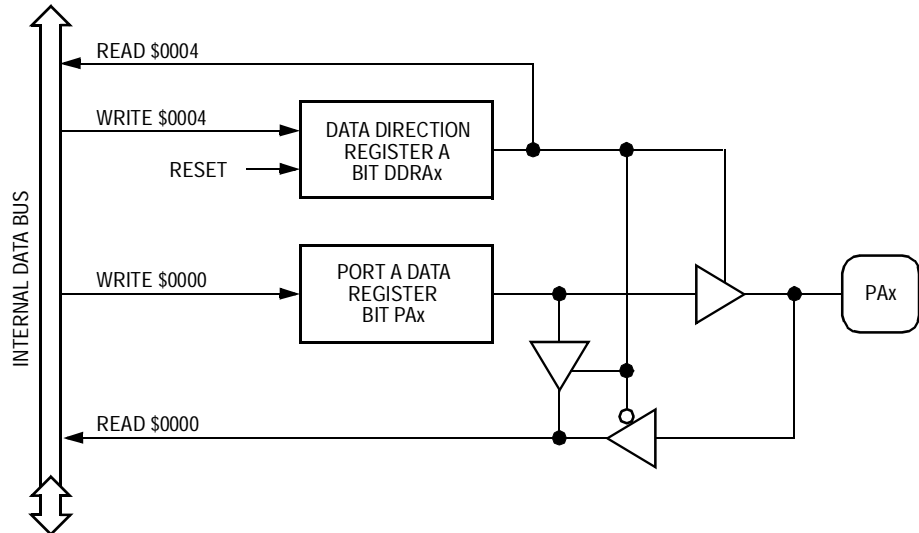 READ $0004
WRITE $0004
DATA DIRECTION
REGISTER A
BIT DDRAx
RESET
INTERNAL DATA BUS
WRITE $0000
PORT A DATA
REGISTER
BIT PAx
PAx
READ $0000